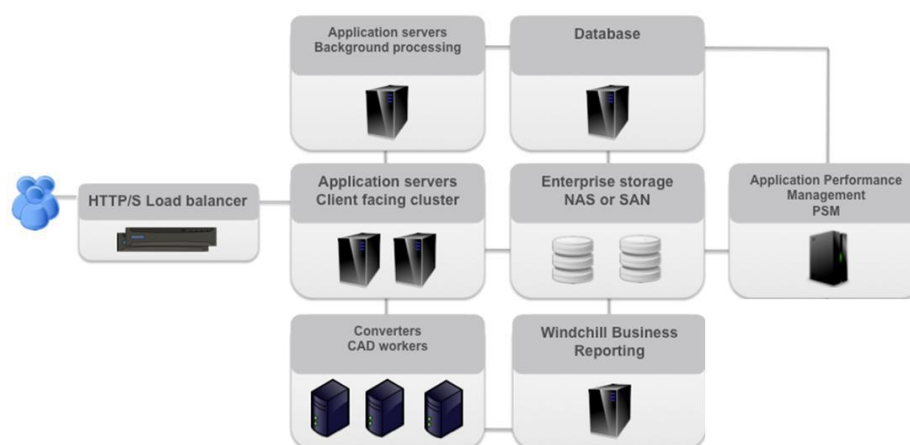 Application servers
Background processing
Database
HTTP/S Load balancer
Application servers
Client facing cluster
Enterprise storage
NAS or SAN
Application Performance
Management
PSM
Converters
CAD workers
Windchill Business
Reporting